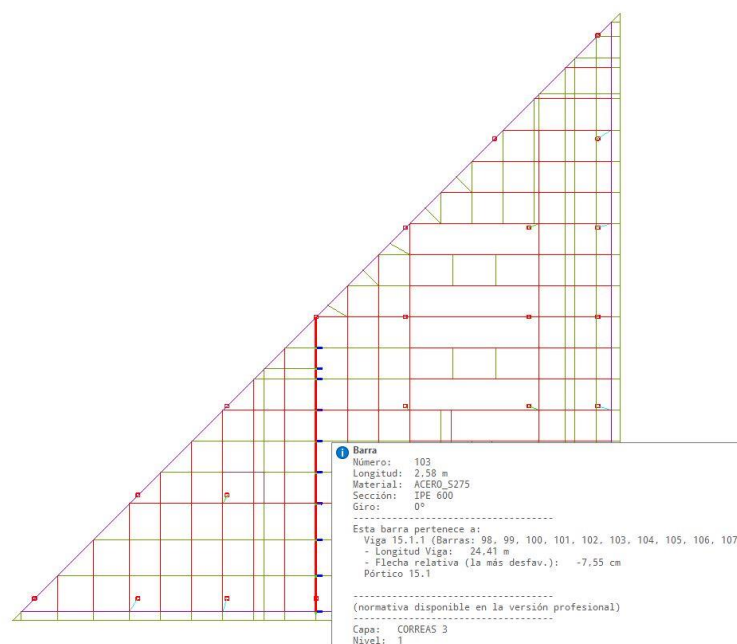 Barra
Número: 103
Longitud: 2,58 m
Material: ACERO_S275
Sección: IPE 600
Giro: 0º
-----------------------------------
Esta barra pertenece a:
Viga 15.1.1 (Barras: 98, 99, 100, 101, 102, 103, 104, 105, 106, 107
- Longitud Viga: 24.41 m
- Flecha relativa (la más desfav.): -7,55 cm
Pórtico 15.1
-----------------------------------
(normativa disponible en la versión profesional)
-----------------------------------
Capa: CORREAS 3
Nivel: 1